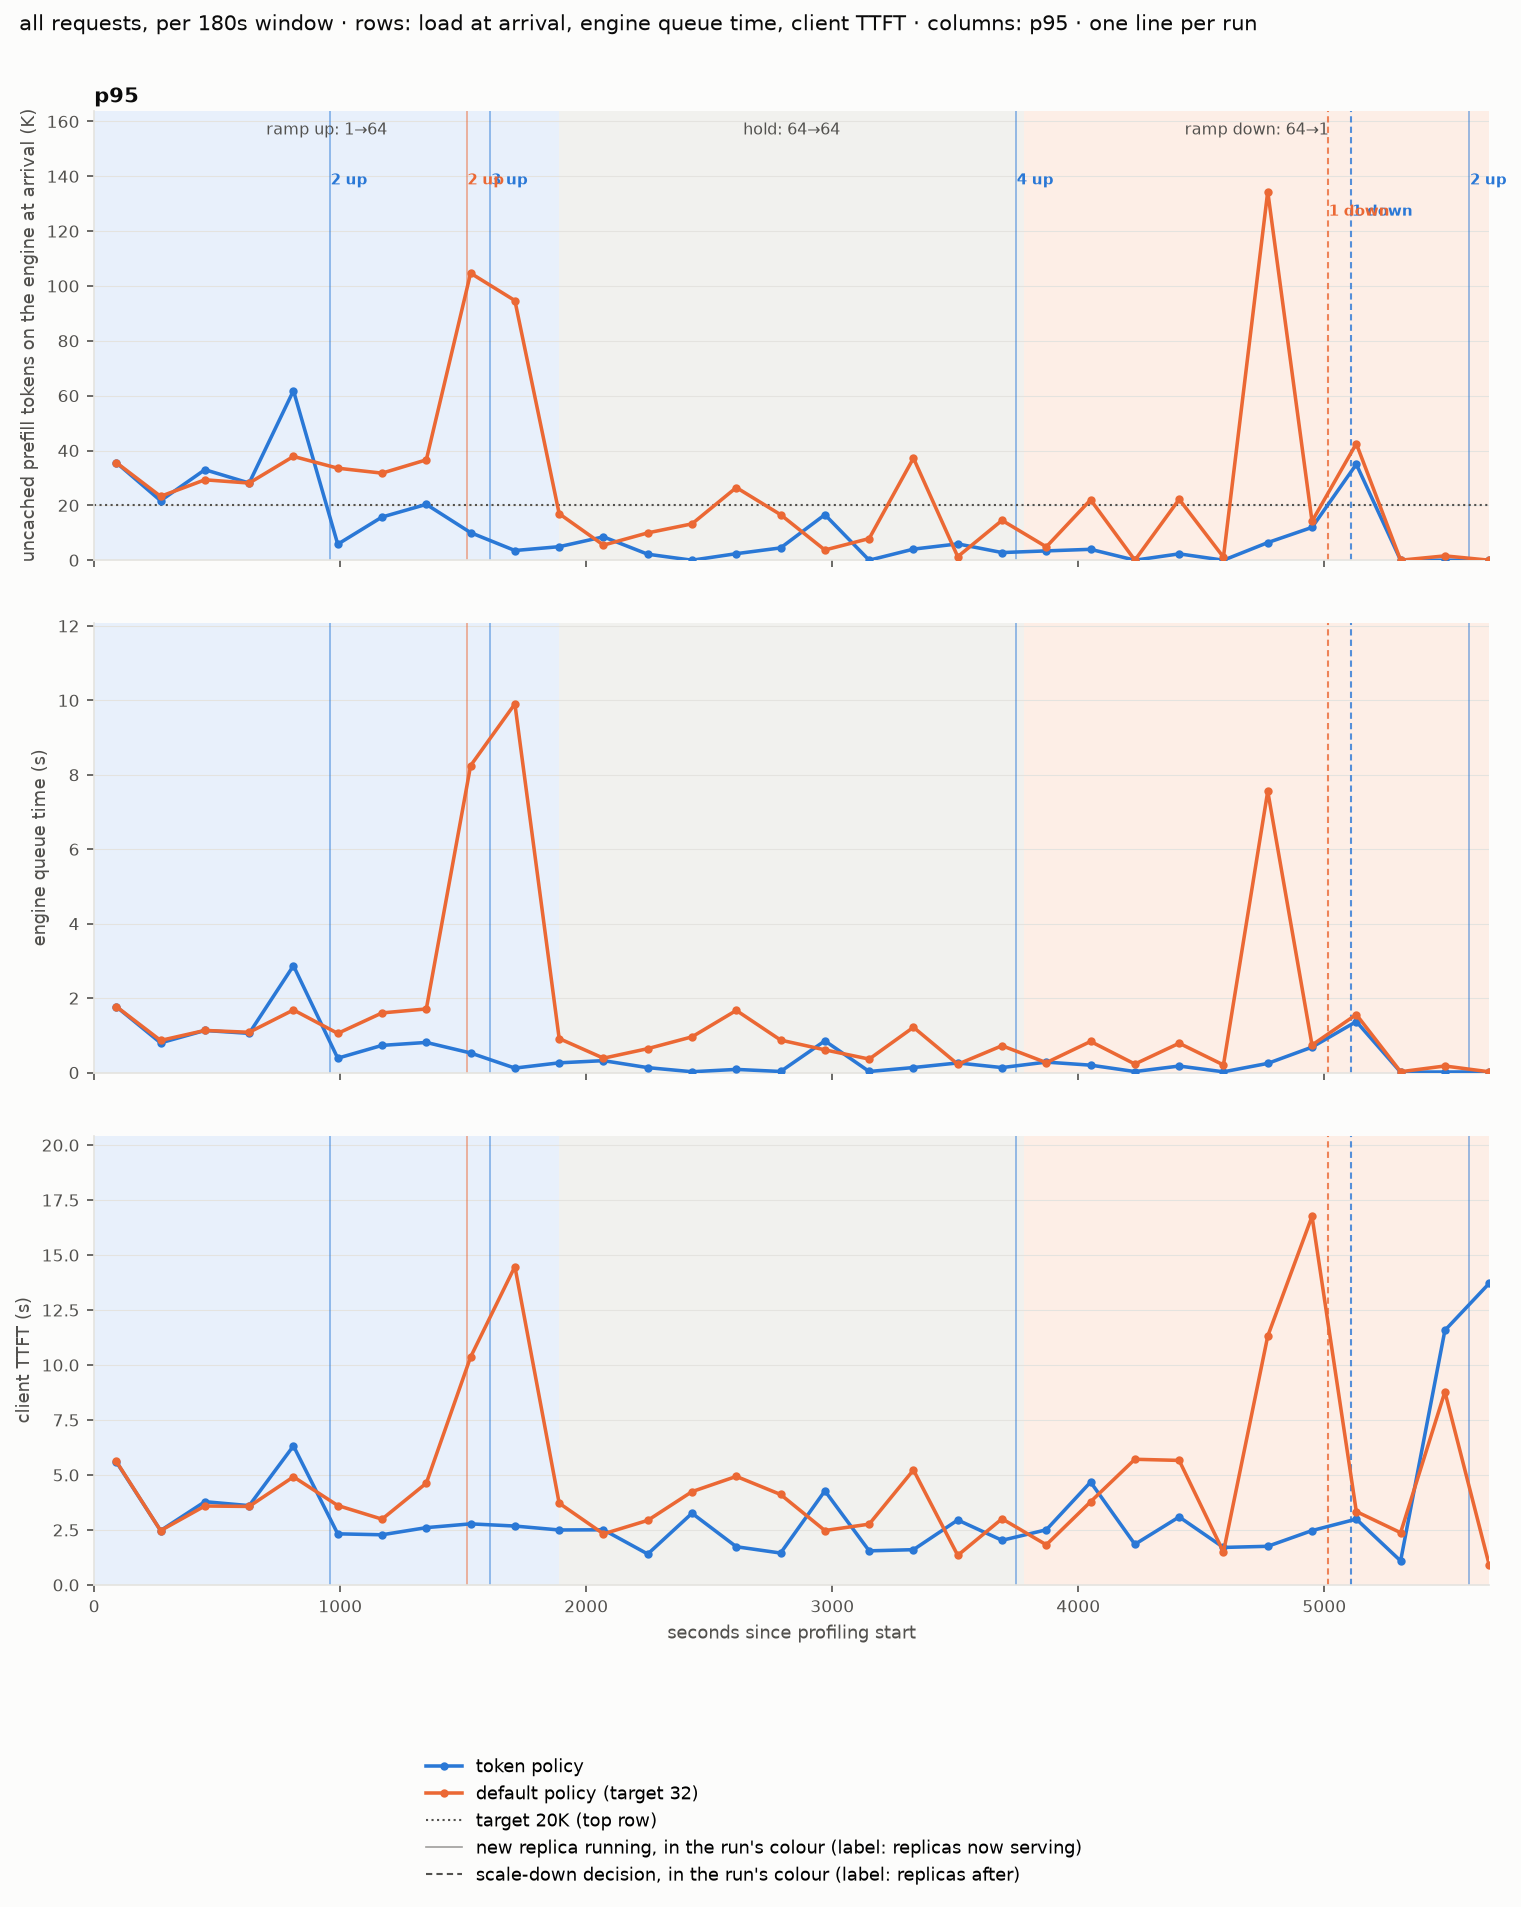 all requests, per 180s window · rows: load at arrival, engine queue time, client TTFT · columns: p95 · one line per run
p95
uncached prefill tokens on the engine at arrival (K)
160
140
120
100
80
60
40
20
0
ramp up: 1→64
hold: 64→64
ramp down: 64→1
2 up
2 up
3 up
4 up
2 up
1 down
1 down
engine queue time (s)
12
10
8
6
4
2
0
client TTFT (s)
20.0
17.5
15.0
12.5
10.0
7.5
5.0
2.5
0.0
0
1000
2000
3000
4000
5000
seconds since profiling start
token policy
default policy (target 32)
target 20K (top row)
new replica running, in the run's colour (label: replicas now serving)
scale-down decision, in the run's colour (label: replicas after)